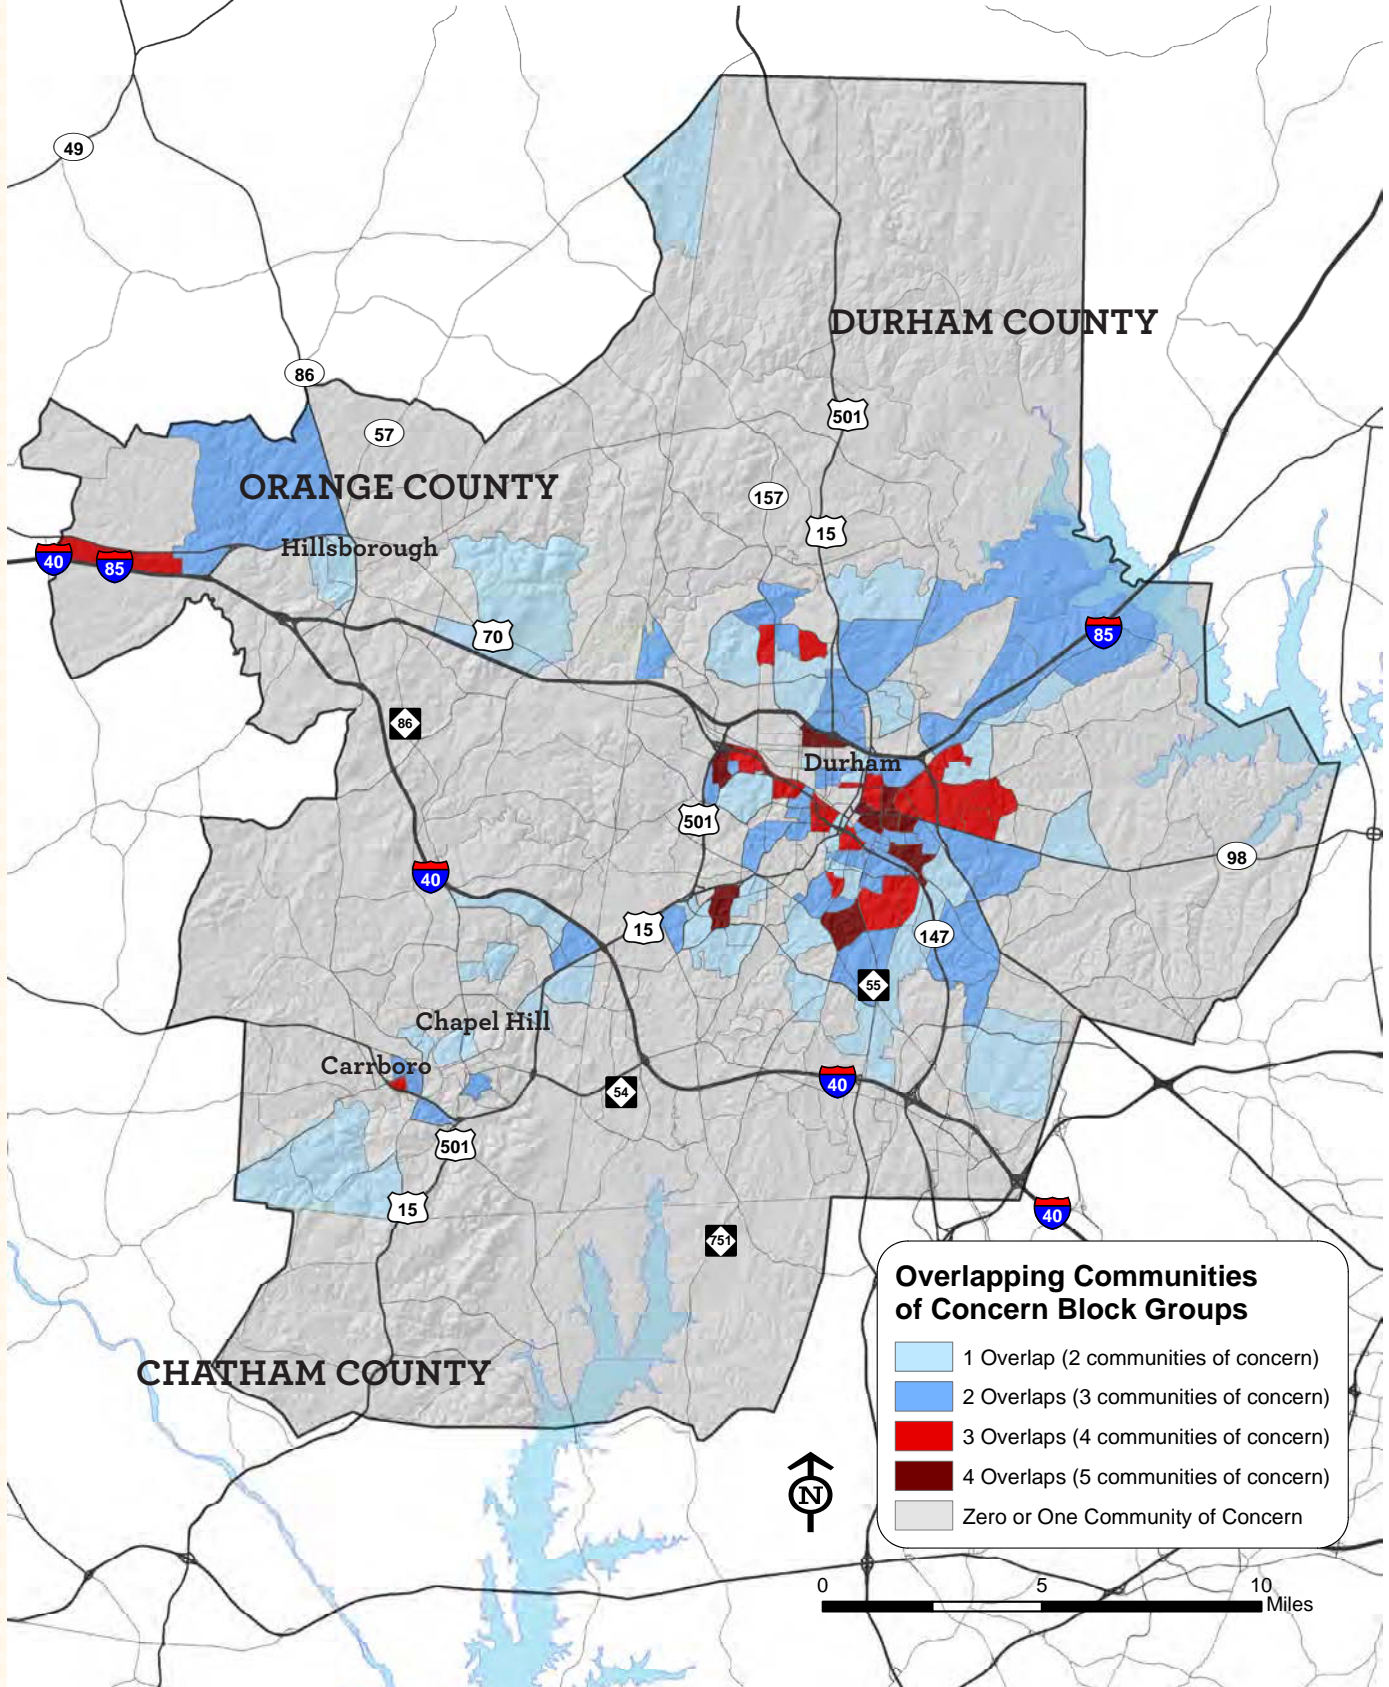 49
DURHAM COUNTY
86
501
57
ORANGE COUNTY
157
15
Hillsborough
40
85
70
85
86
Durham
501
98
40
15
147
55
Chapel Hill
Carrboro
40
54
501
15
40
751
CHATHAM COUNTY
Overlapping Communities
of Concern Block Groups
1 Overlap (2 communities of concern)
2 Overlaps (3 communities of concern)
3 Overlaps (4 communities of concern)
4 Overlaps (5 communities of concern)
Zero or One Community of Concern
N
0 5 10
Miles